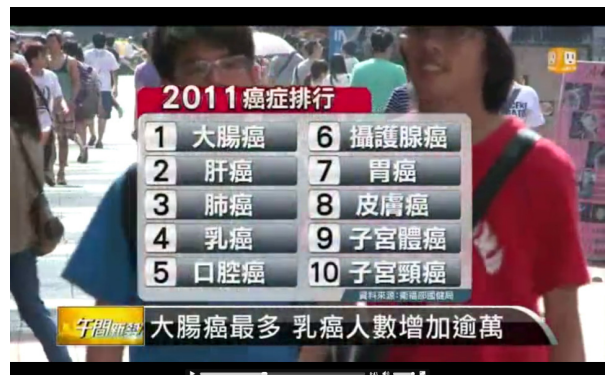 2011癌症排行
1 大腸癌
2 肝癌
3 肺癌
4 乳癌
5 口腔癌
6 攝護腺癌
7 胃癌
8 皮膚癌
9 子宮體癌
10 子宮頸癌
資料來源:衛福部國健局
午間新聞
大腸癌最多 乳癌人數增加逾萬